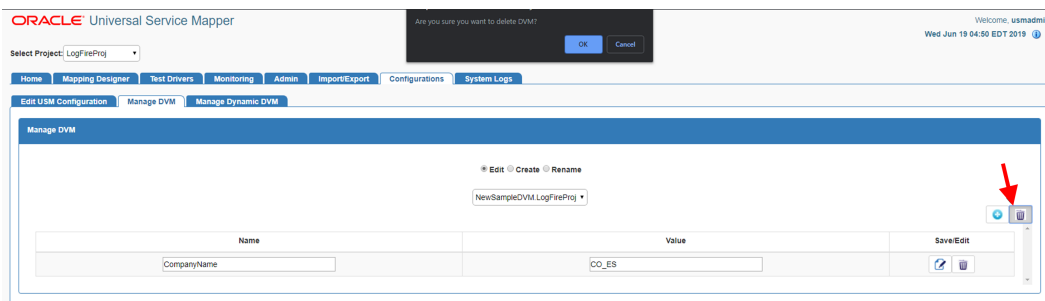 ORACLE® Universal Service Mapper
Are you sure you want to delete DVM?
OK Cancel
Welcome, usmadmi
Wed Jun 19 04:50 EDT 2019
Select Project: LogFireProj
Home Mapping Designer Test Drivers Monitoring Admin Import/Export Configurations System Logs
Edit USM Configuration Manage DVM Manage Dynamic DVM
Manage DVM
Edit Create Rename
NewSampleDVM.LogFireProj
Name Value Save/Edit
CompanyName CO_ES